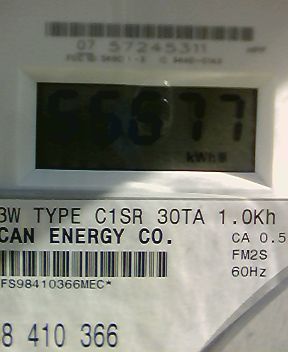 07 57245311
77
kWh
3W TYPE C1SR 30TA 1.0Kh
CAN ENERGY CO.
CA 0.5
FM2S
60Hz
FS98410366MEC*
8 410 366